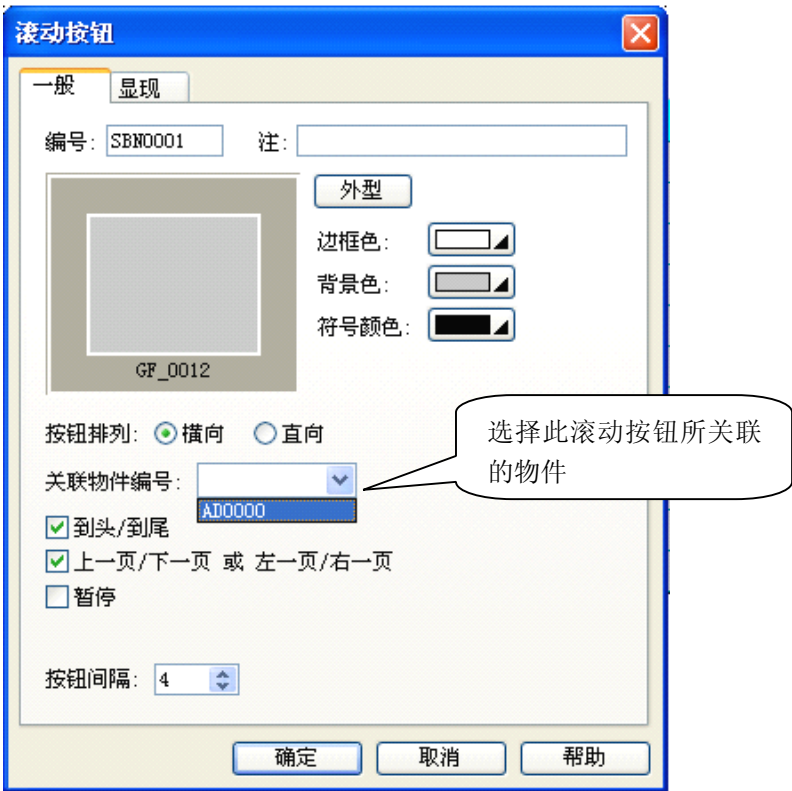 滚动按钮
一般 显现
编号: SBN0001 注:
外型
边框色:
背景色:
符号颜色:
GF_0012
按钮排列: 横向 直向
选择此滚动按钮所关联
的物件
关联物件编号:
AD0000
到头/到尾
上一页/下一页 或 左一页/右一页
暂停
按钮间隔: 4
确定 取消 帮助